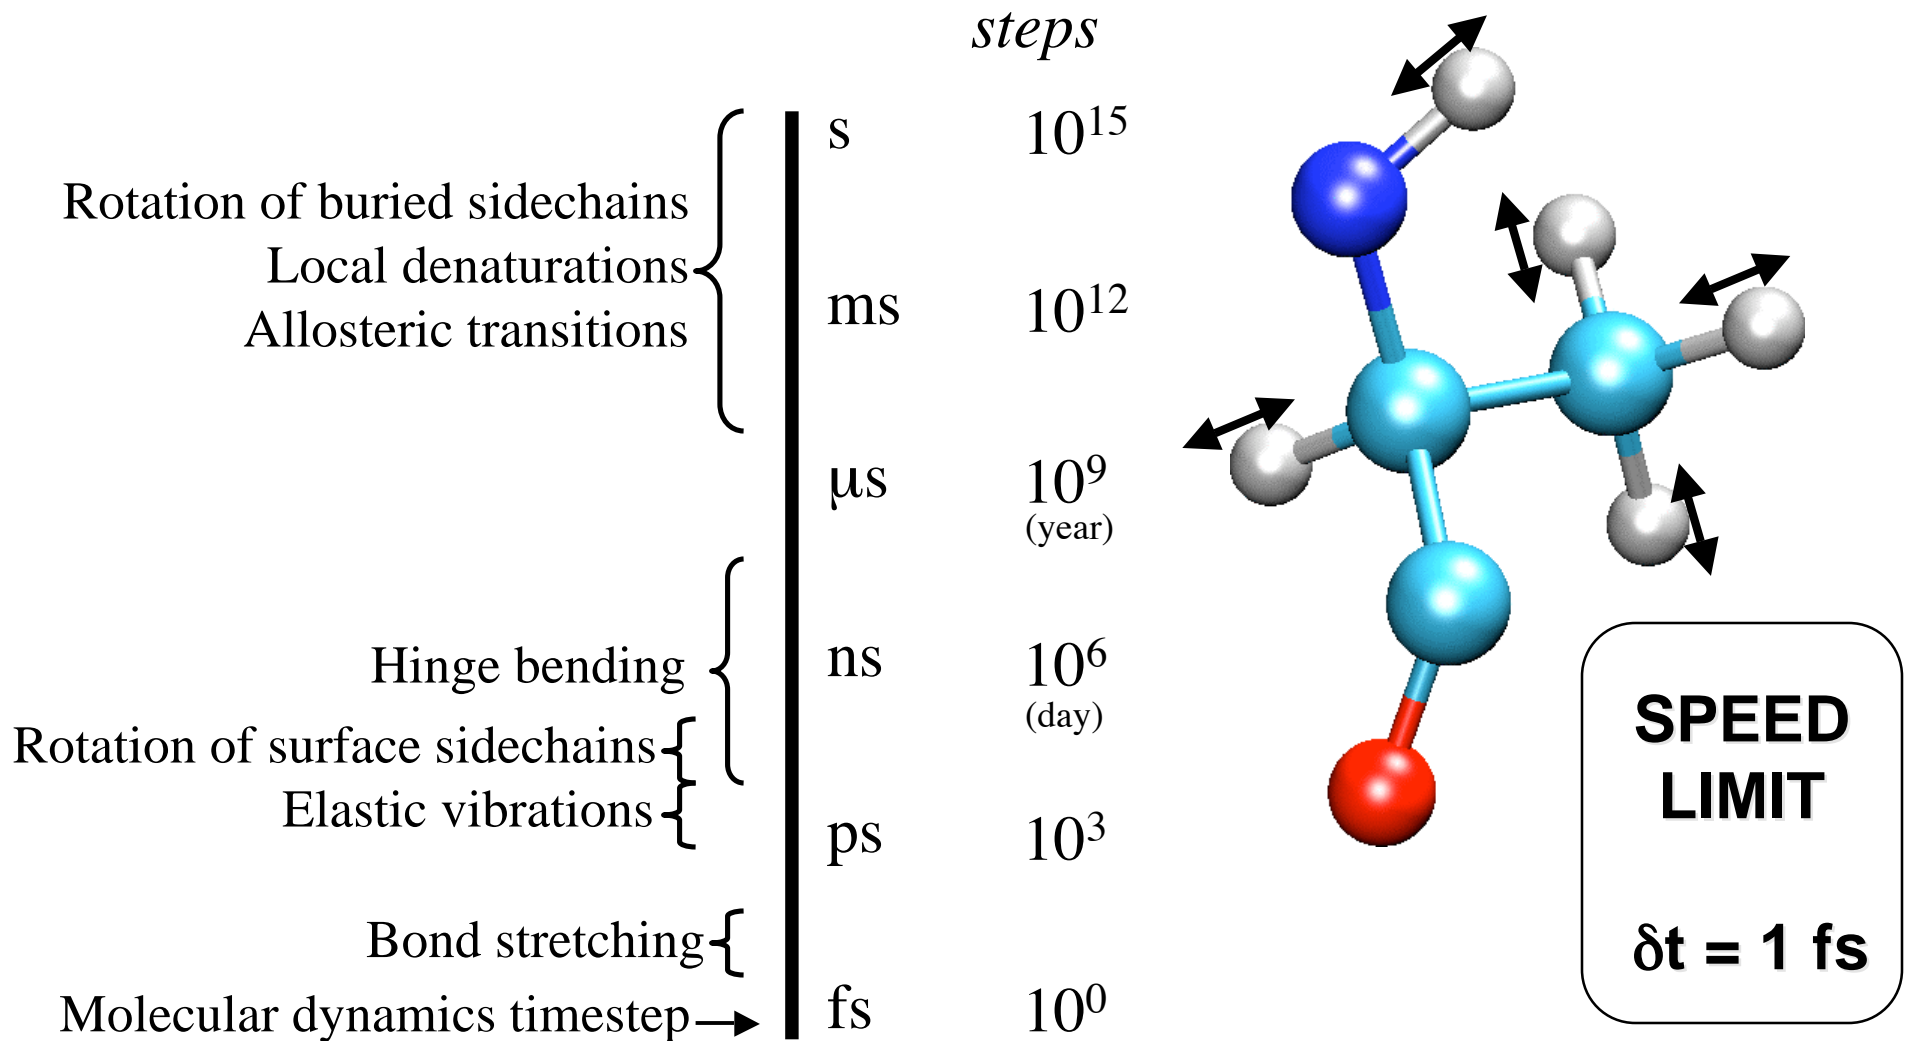 steps
s 10¹⁵
Rotation of buried sidechains
Local denaturations
ms 10¹²
Allosteric transitions
μs 10⁹
(year)
Hinge bending
ns 10⁶
(day)
Rotation of surface sidechains
Elastic vibrations
ps 10³
Bond stretching
Molecular dynamics timestep
fs 10⁰
SPEED
LIMIT
δt = 1 fs